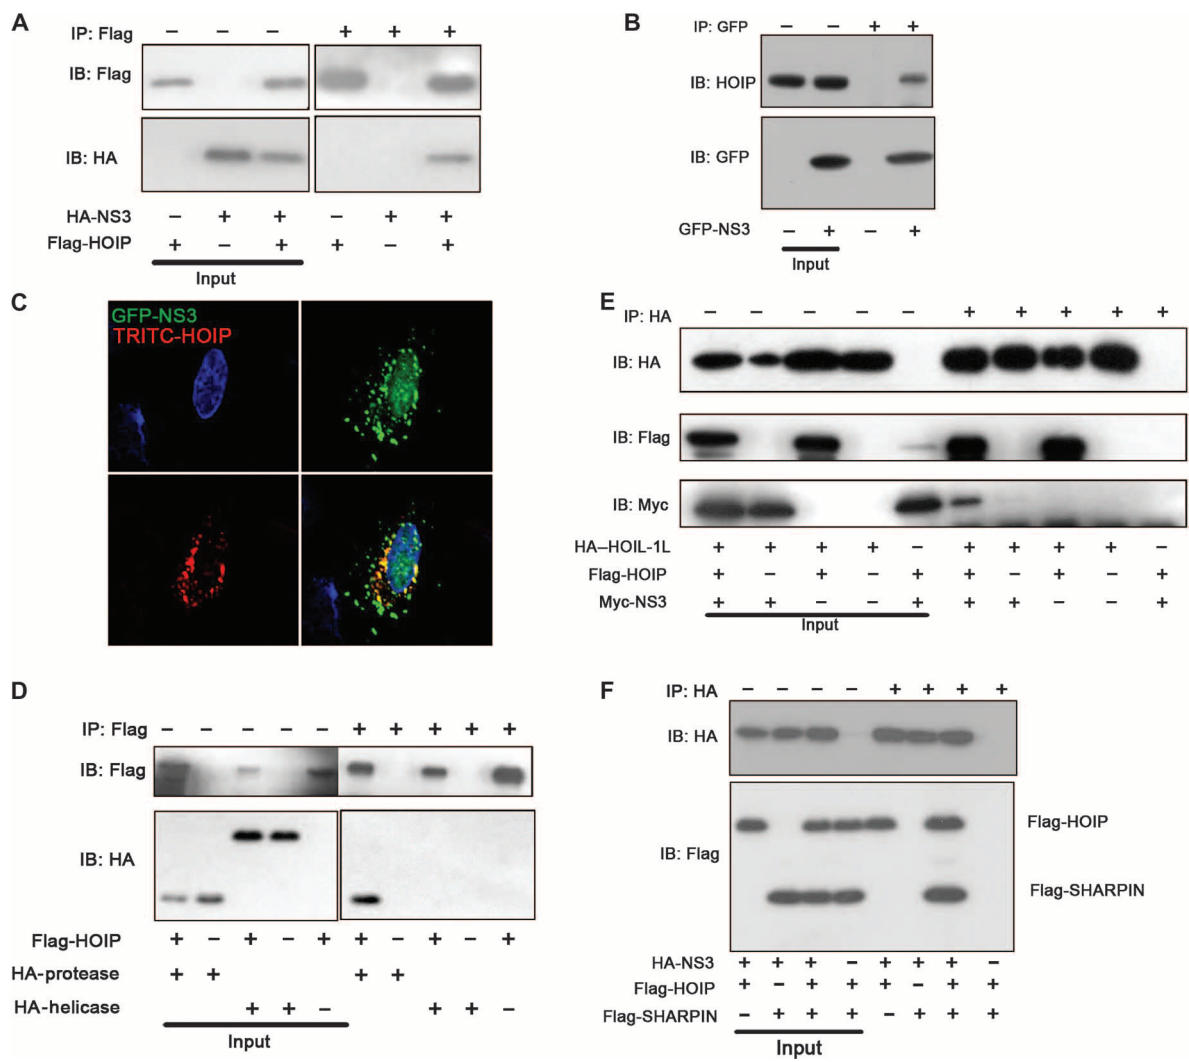 A
IP: Flag – – – + + +
IB: Flag
IB: HA
HA-NS3 – + + – + +
Flag-HOIP + – + + – +
Input
B
IP: GFP – – + +
IB: HOIP
IB: GFP
GFP-NS3 – + – +
Input
C
GFP-NS3
TRITC-HOIP
D
IP: Flag – – – – – + + + + +
IB: Flag
IB: HA
Flag-HOIP + – + – + + – + – +
HA-protease + + + +
HA-helicase + + – + + –
Input
E
IP: HA – – – – – + + + + +
IB: HA
IB: Flag
IB: Myc
HA–HOIL-1L + + + + – + + + + –
Flag-HOIP + – + – + + – + – +
Myc-NS3 + + – – + + + – – +
Input
F
IP: HA – – – – + + + +
IB: HA
IB: Flag
Flag-HOIP
Flag-SHARPIN
HA-NS3 + + + – + + + –
Flag-HOIP + – + + + – + +
Flag-SHARPIN – + + + – + + +
Input